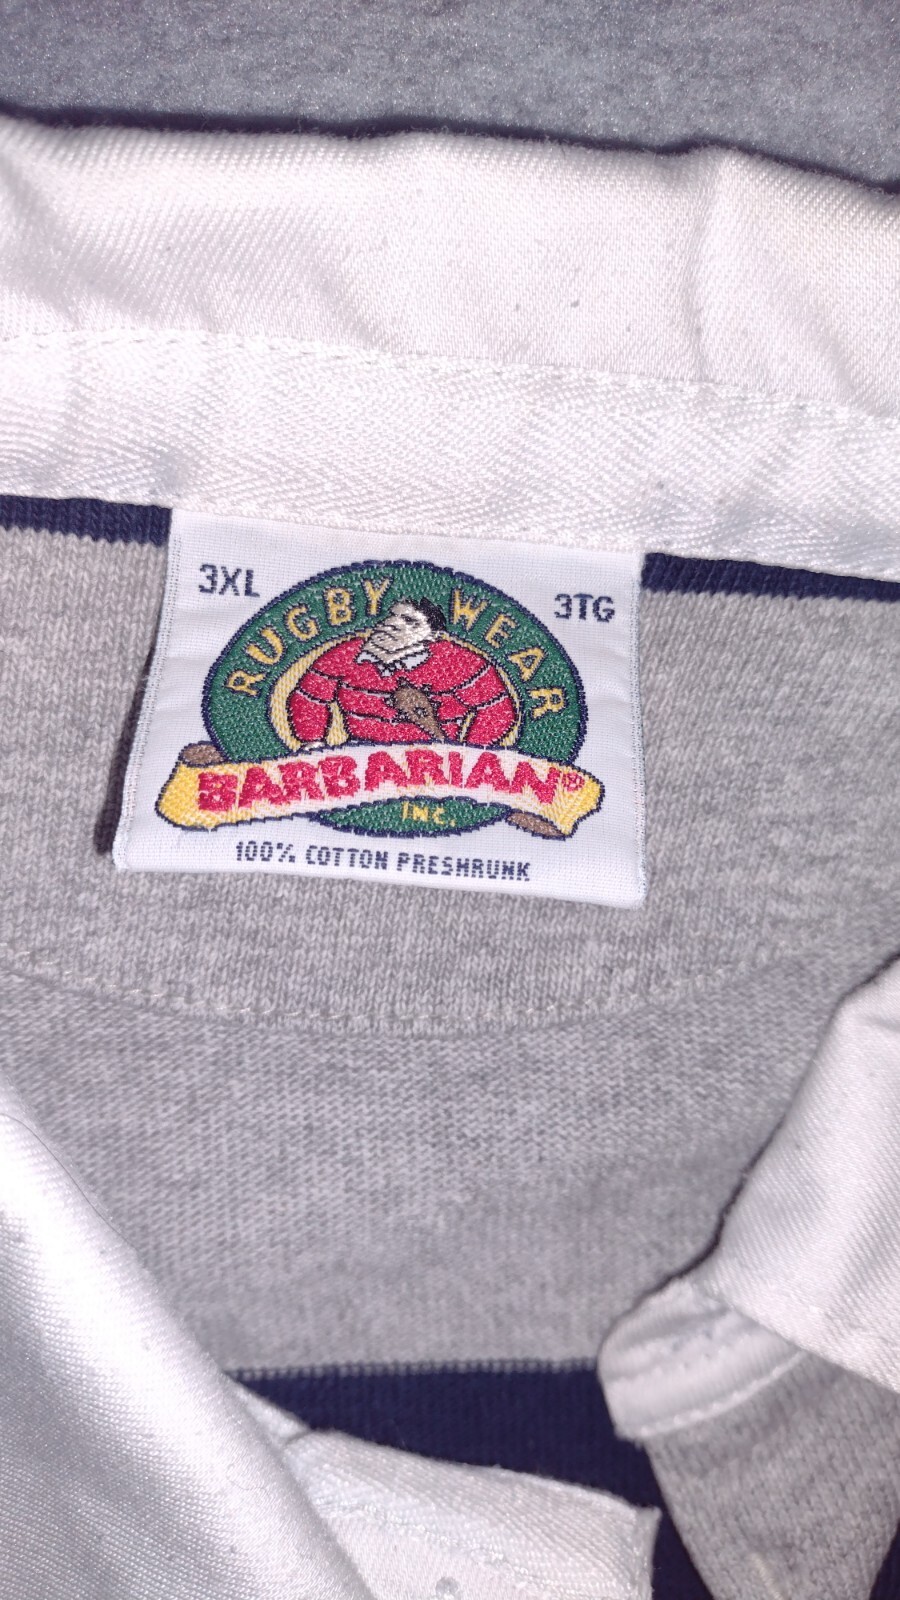 3XL
3TG
RUGBY WEAR
BARBARIAN®
INC.
100% COTTON PRESHRUNK